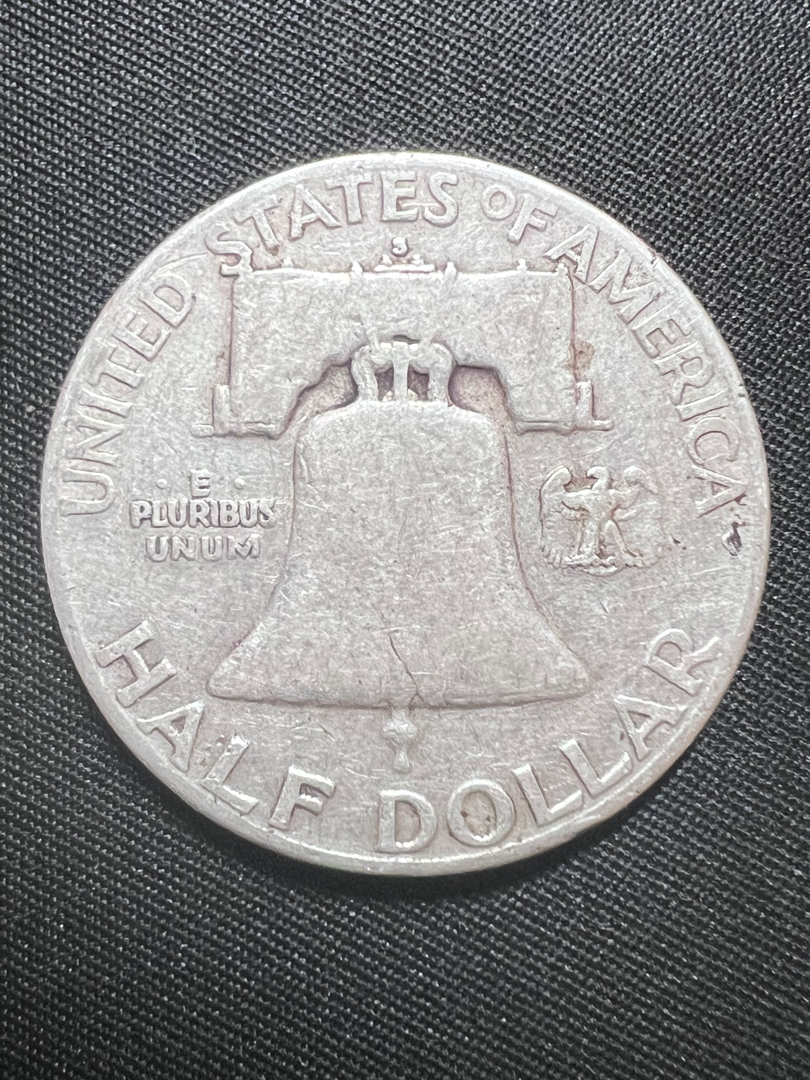 UNITED STATES OF AMERICA
S
· E ·
PLURIBUS
UNUM
HALF DOLLAR